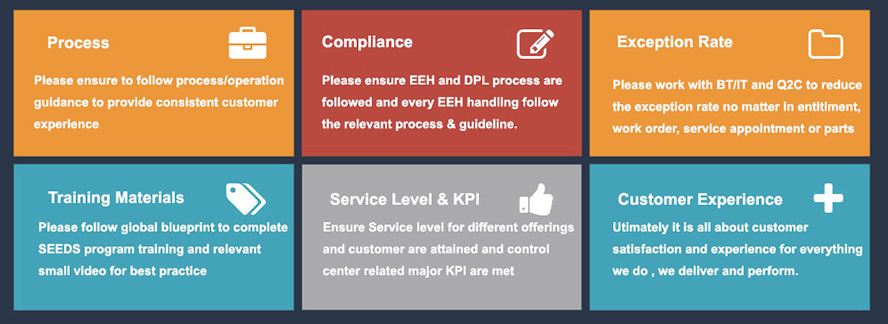 Process
Please ensure to follow process/operation
guidance to provide consistent customer
experience
Compliance
Please ensure EEH and DPL process are
followed and every EEH handling follow
the relevant process & guideline.
Exception Rate
Please work with BT/IT and Q2C to reduce
the exception rate no matter in entitlment,
work order, service appointment or parts
Training Materials
Please follow global blueprint to complete
SEEDS program training and relevant
small video for best practice
Service Level & KPI
Ensure Service level for different offerings
and customer are attained and control
center related major KPI are met
Customer Experience
Utimately it is all about customer
satisfaction and experience for everything
we do , we deliver and perform.